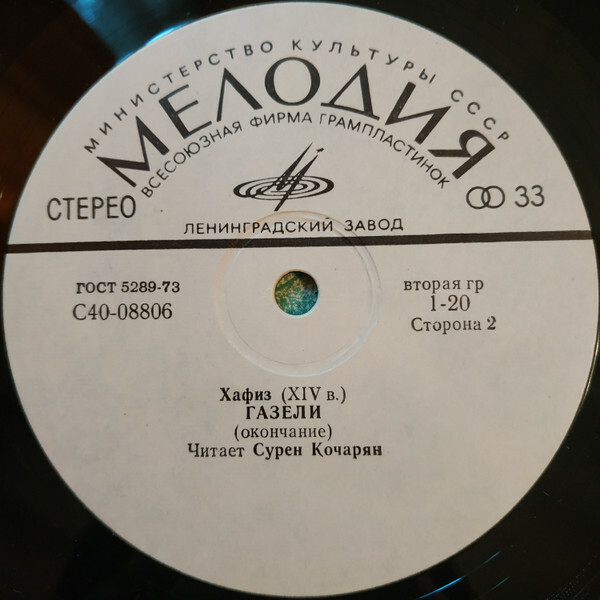 МИНИСТЕРСТВО КУЛЬТУРЫ СССР
МЕЛОДИЯ
ВСЕСОЮЗНАЯ ФИРМА ГРАМПЛАСТИНОК
СТЕРЕО
33
ЛЕНИНГРАДСКИЙ ЗАВОД
ГОСТ 5289-73
С40-08806
вторая гр
1-20
Сторона 2
Хафиз (XIV в.)
ГАЗЕЛИ
(окончание)
Читает Сурен Кочарян